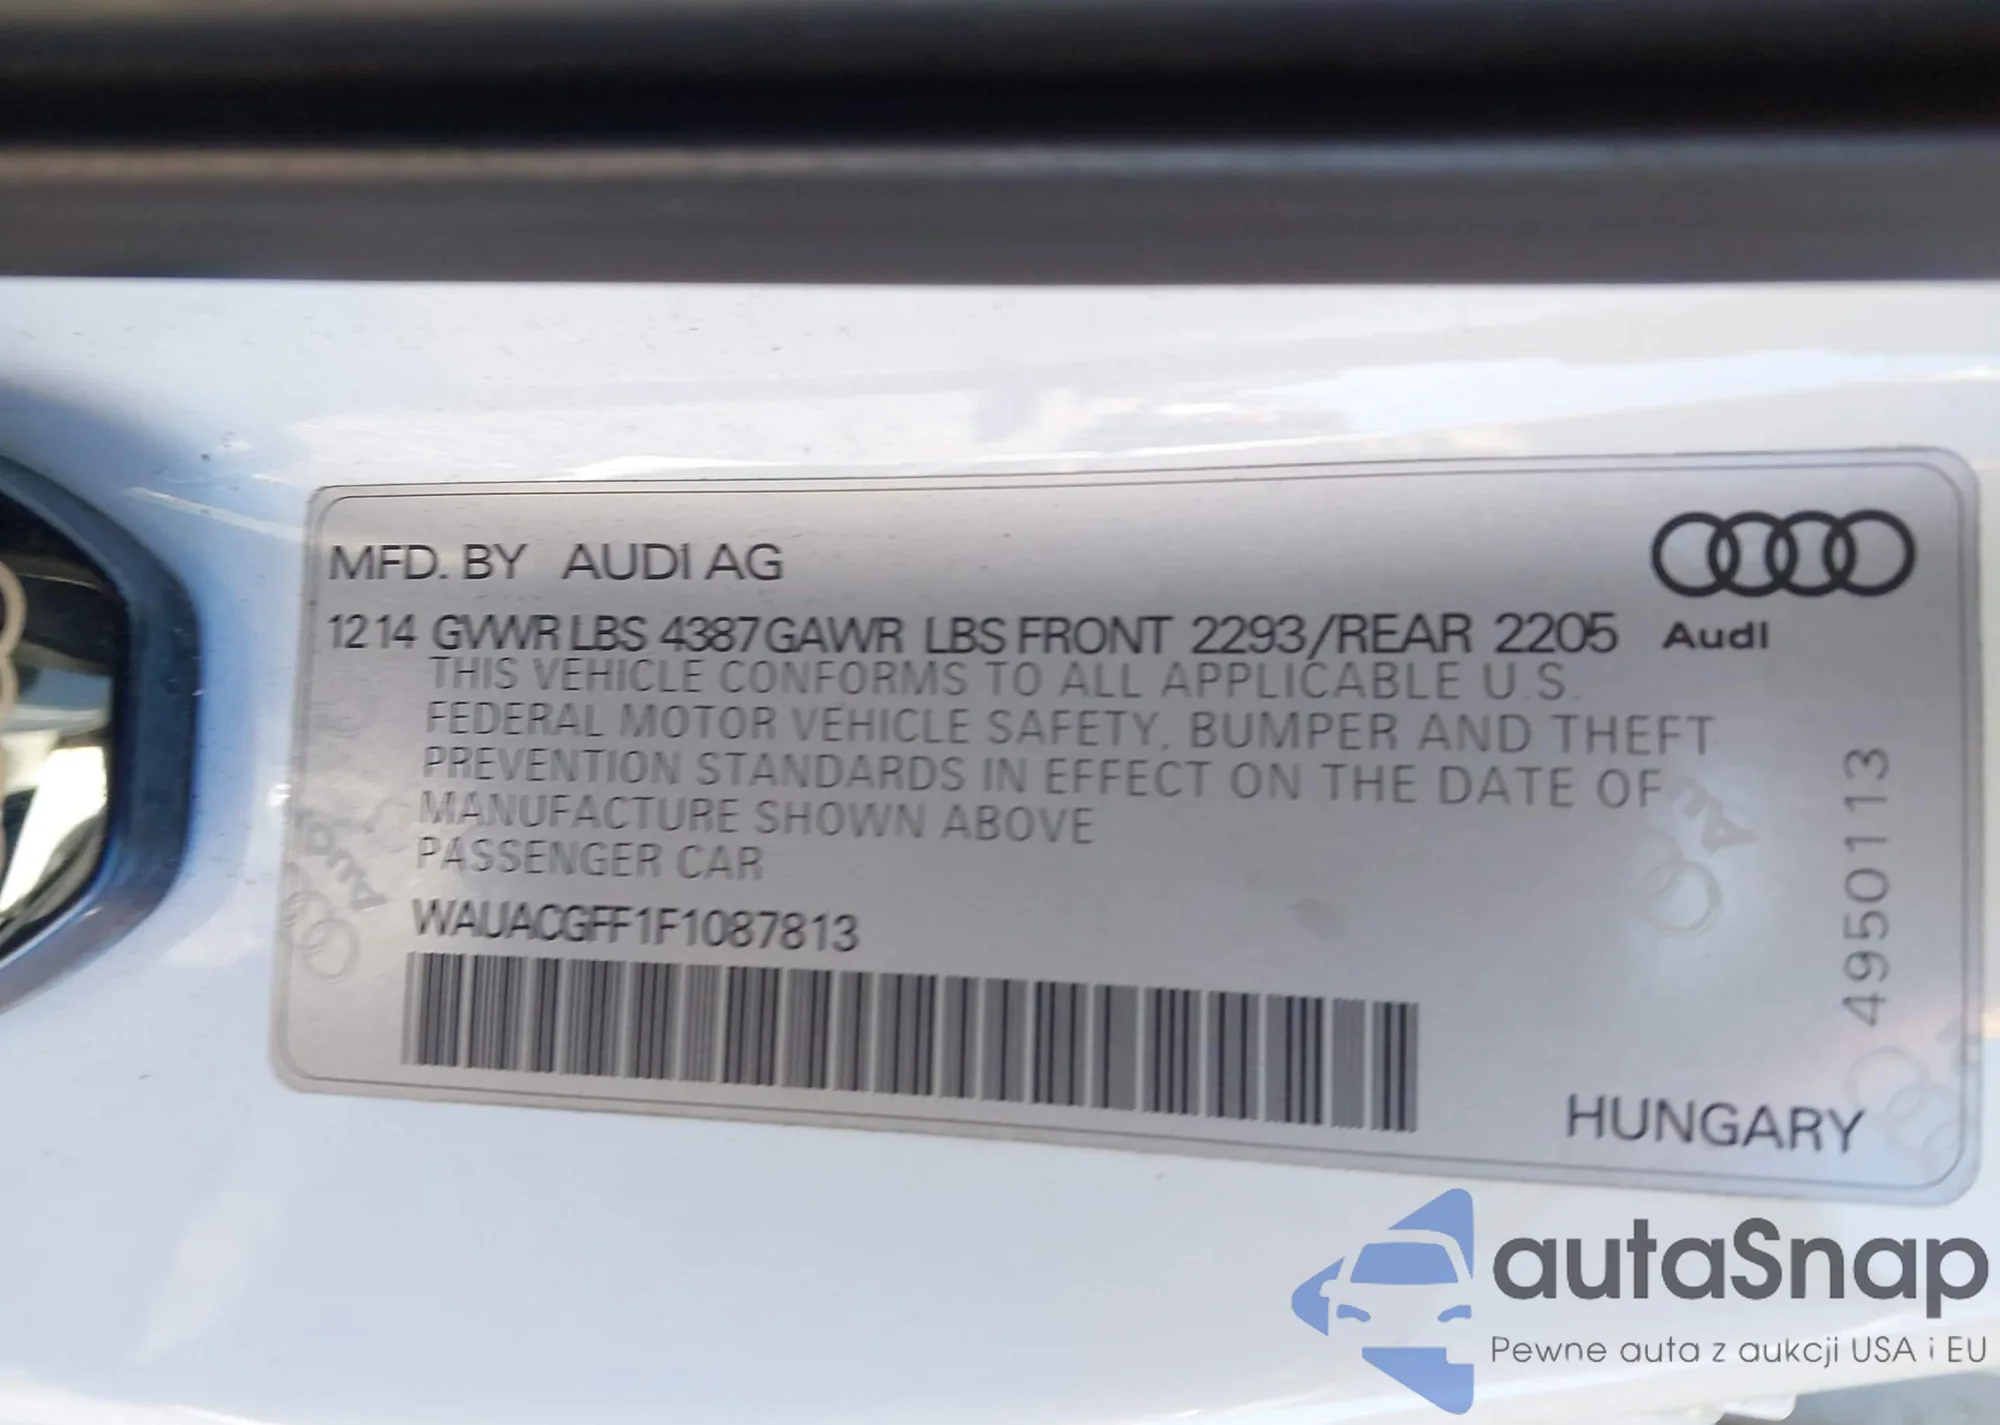 MFD. BY AUDI AG
1214 GVWR LBS 4387 GAWR LBS FRONT 2293/REAR 2205
Audi
THIS VEHICLE CONFORMS TO ALL APPLICABLE U.S.
FEDERAL MOTOR VEHICLE SAFETY, BUMPER AND THEFT
PREVENTION STANDARDS IN EFFECT ON THE DATE OF
MANUFACTURE SHOWN ABOVE
PASSENGER CAR
WAUACGFF1F1087813
4950113
HUNGARY
autaSnap
Pewne auta z aukcji USA i EU